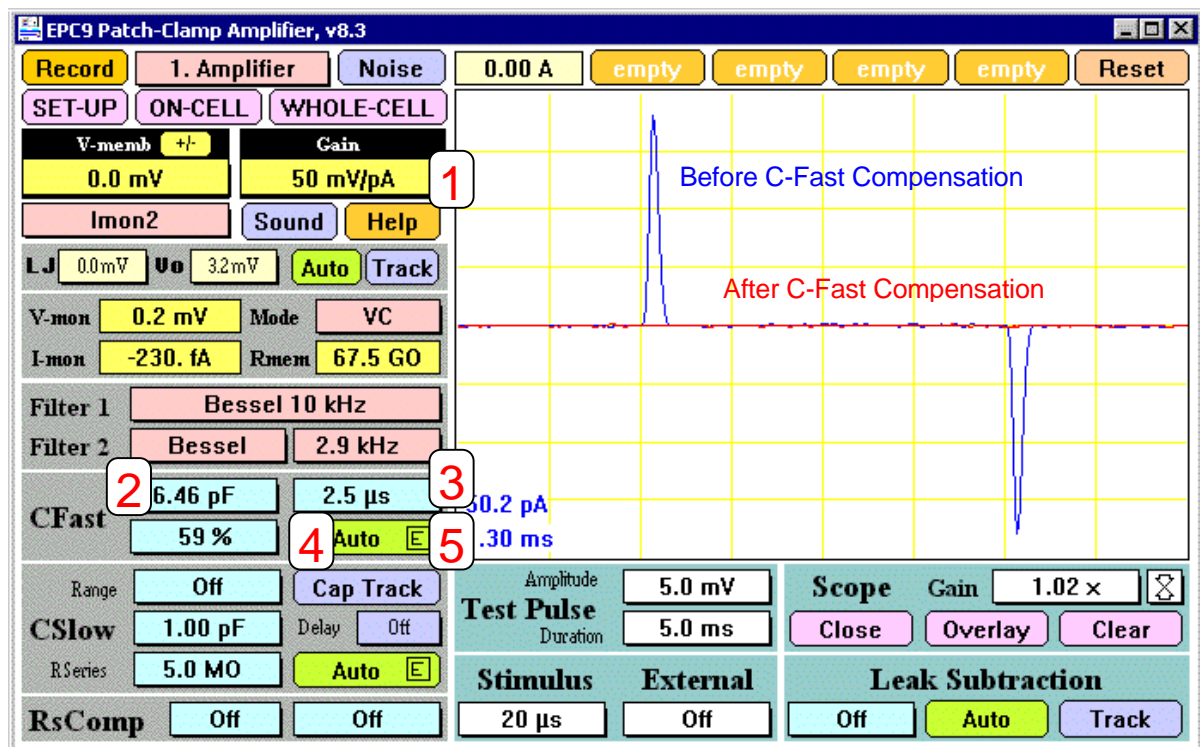 EPC9 Patch-Clamp Amplifier, v8.3
Record 1. Amplifier Noise 0.00 A empty empty empty empty Reset
SET-UP ON-CELL WHOLE-CELL
V-memb +/- Gain
0.0 mV 50 mV/pA 1
Imon2 Sound Help
LJ 0.0mV Vo 3.2mV Auto Track
V-mon 0.2 mV Mode VC
I-mon -230. fA Rmem 67.5 GO
Filter 1 Bessel 10 kHz
Filter 2 Bessel 2.9 kHz
CFast 2 6.46 pF 2.5 µs 3
59 % 4 Auto E 5
Range Off Cap Track
CSlow 1.00 pF Delay Off
RSeries 5.0 MO Auto E
RsComp Off Off
Before C-Fast Compensation
After C-Fast Compensation
0.2 pA
.30 ms
Test Pulse
Amplitude 5.0 mV
Duration 5.0 ms
Scope Gain 1.02 x
Close Overlay Clear
Stimulus External
20 µs Off
Leak Subtraction
Off Auto Track